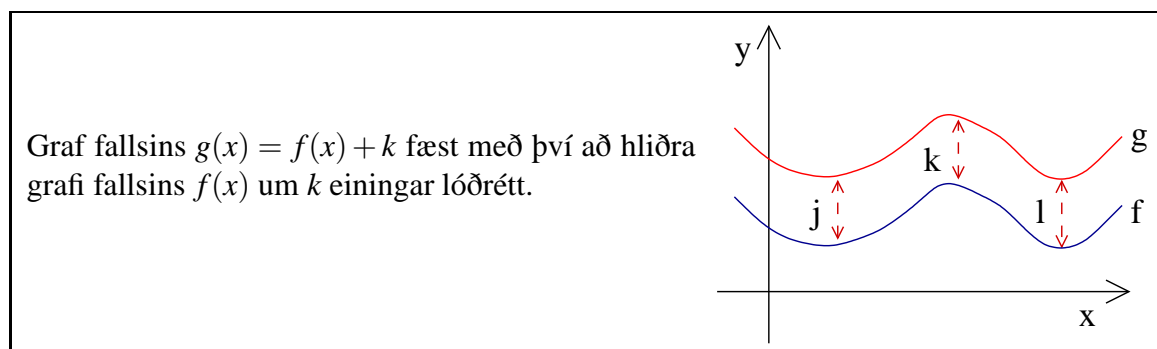 Graf fallsins g(x) = f(x) + k fæst með því að hliðra
grafi fallsins f(x) um k einingar lóðrétt.
y
g
k
j
l
f
x